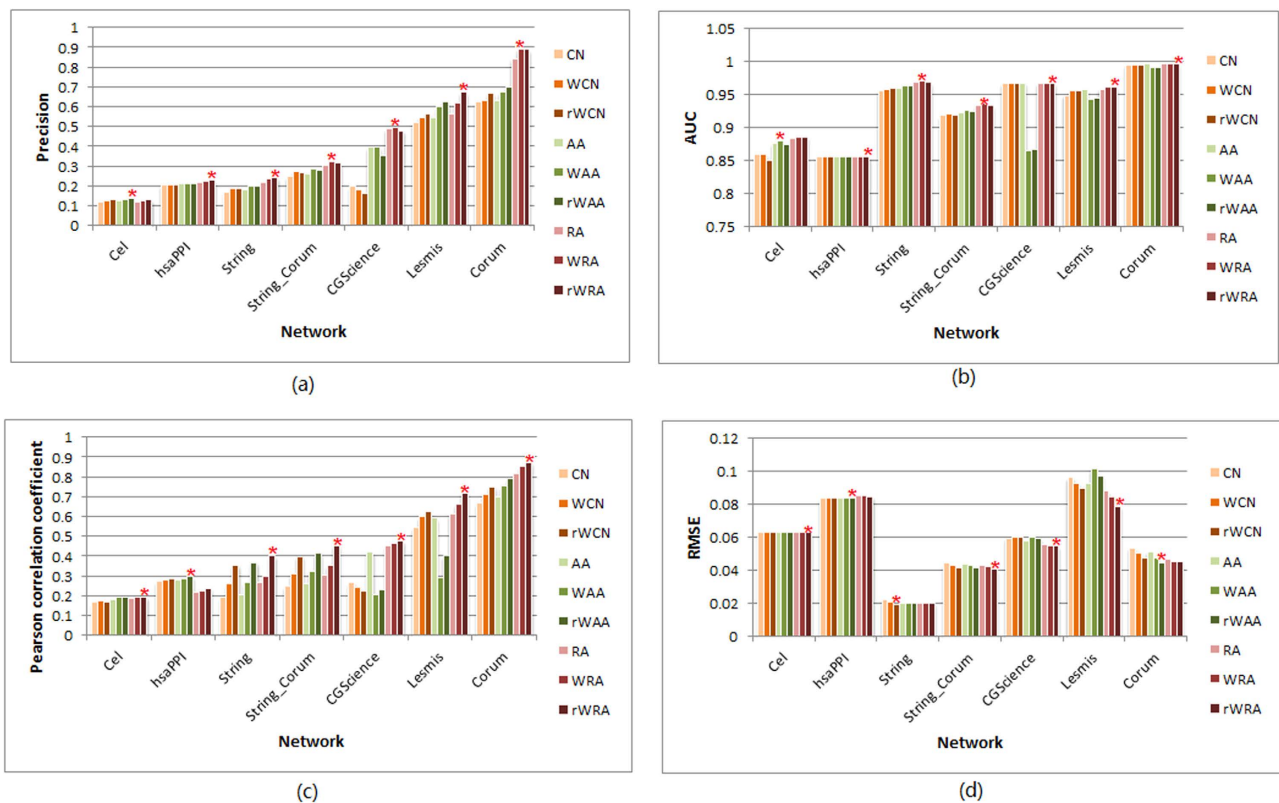 1
0.9
0.8
0.7
0.6
0.5
0.4
0.3
0.2
0.1
0
Precision
*
*
*
*
*
*
*
Cel
hsaPPI
String
String_Corum
CGScience
Lesmis
Corum
Network
CN
WCN
rWCN
AA
WAA
rWAA
RA
WRA
rWRA
(a)
1.05
1
0.95
0.9
0.85
0.8
0.75
AUC
*
*
*
*
*
*
*
Cel
hsaPPI
String
String_Corum
CGScience
Lesmis
Corum
Network
CN
WCN
rWCN
AA
WAA
rWAA
RA
WRA
rWRA
(b)
1
0.9
0.8
0.7
0.6
0.5
0.4
0.3
0.2
0.1
0
Pearson correlation coefficient
*
*
*
*
*
*
*
Cel
hsaPPI
String
String_Corum
CGScience
Lesmis
Corum
Network
CN
WCN
rWCN
AA
WAA
rWAA
RA
WRA
rWRA
(c)
0.12
0.1
0.08
0.06
0.04
0.02
0
RMSE
*
*
*
*
*
*
*
Cel
hsaPPI
String
String_Corum
CGScience
Lesmis
Corum
Network
CN
WCN
rWCN
AA
WAA
rWAA
RA
WRA
rWRA
(d)